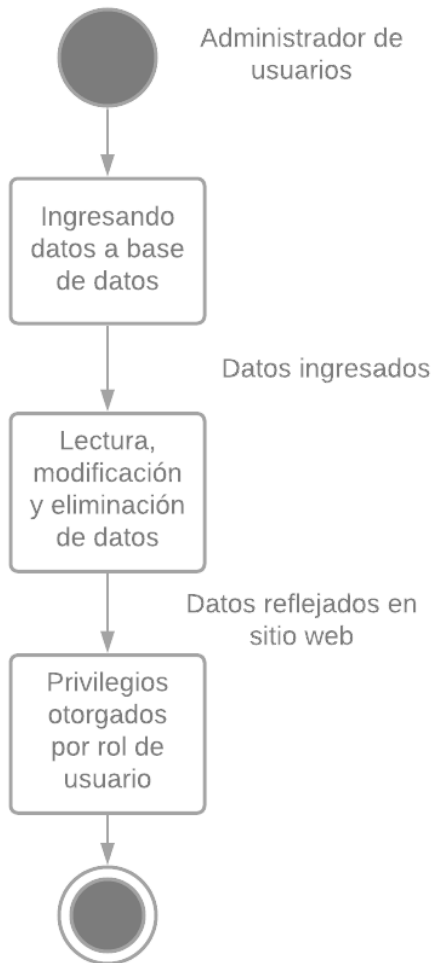 Administrador de
usuarios
Ingresando
datos a base
de datos
Datos ingresados
Lectura,
modificación
y eliminación
de datos
Datos reflejados en
sitio web
Privilegios
otorgados
por rol de
usuario